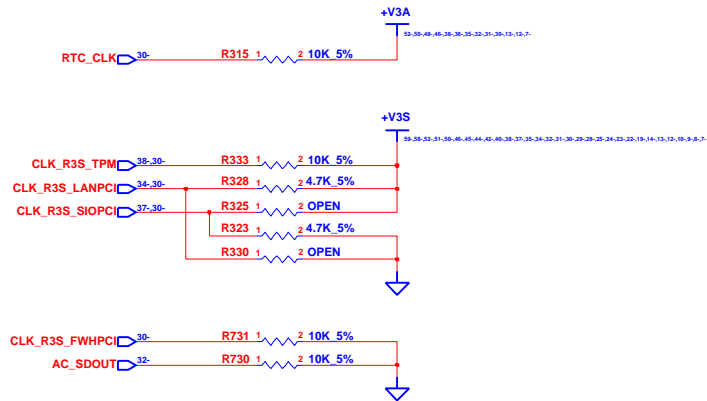 +V3A
52-,50-,48-,46-,38-,36-,35-,32-,31-,30-,13-,12-,7-
RTC_CLK 30- R315 1 2 10K_5%
+V3S
59-,58-,52-,51-,50-,46-,45-,44-,42-,40-,38-,37-,35-,34-,32-,31-,30-,29-,28-,25-,24-,23-,22-,19-,14-,13-,12-,10-,9-,8-,7-
CLK_R3S_TPM 38-,30- R333 1 2 10K_5%
CLK_R3S_LANPCI 34-,30- R328 1 2 4.7K_5%
CLK_R3S_SIOPCI 37-,30- R325 1 2 OPEN
R323 1 2 4.7K_5%
R330 1 2 OPEN
CLK_R3S_FWHPCI 30- R731 1 2 10K_5%
AC_SDOUT 32- R730 1 2 10K_5%